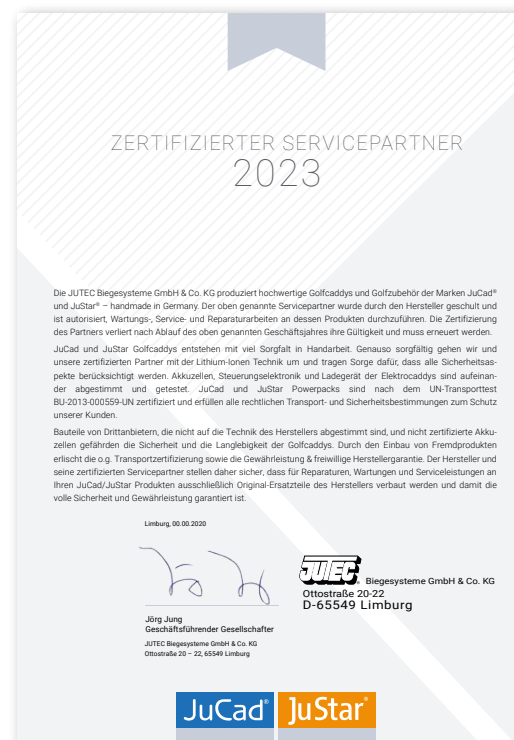 ZERTIFIZIERTER SERVICEPARTNER
2023
Die JUTEC Biegesysteme GmbH & Co. KG produziert hochwertige Golfcaddys und Golfzubehör der Marken JuCad®
und JuStar® – handmade in Germany. Der oben genannte Servicepartner wurde durch den Hersteller geschult und
ist autorisiert, Wartungs-, Service- und Reparaturarbeiten an dessen Produkten durchzuführen. Die Zertifizierung
des Partners verliert nach Ablauf des oben genannten Geschäftsjahres ihre Gültigkeit und muss erneuert werden.
JuCad und JuStar Golfcaddys entstehen mit viel Sorgfalt in Handarbeit. Genauso sorgfältig gehen wir und
unsere zertifizierten Partner mit der Lithium-Ionen Technik um und tragen Sorge dafür, dass alle Sicherheitsas-
pekte berücksichtigt werden. Akkuzellen, Steuerungselektronik und Ladegerät der Elektrocaddys sind aufeinan-
der abgestimmt und getestet. JuCad und JuStar Powerpacks sind nach dem UN-Transporttest
BU-2013-000559-UN zertifiziert und erfüllen alle rechtlichen Transport- und Sicherheitsbestimmungen zum Schutz
unserer Kunden.
Bauteile von Drittanbietern, die nicht auf die Technik des Herstellers abgestimmt sind, und nicht zertifizierte Akku-
zellen gefährden die Sicherheit und die Langlebigkeit der Golfcaddys. Durch den Einbau von Fremdprodukten
erlischt die o.g. Transportzertifizierung sowie die Gewährleistung & freiwillige Herstellergarantie. Der Hersteller und
seine zertifizierten Servicepartner stellen daher sicher, dass für Reparaturen, Wartungen und Serviceleistungen an
Ihren JuCad/JuStar Produkten ausschließlich Original-Ersatzteile des Herstellers verbaut werden und damit die
volle Sicherheit und Gewährleistung garantiert ist.
Limburg, 00.00.2020
JUTEC® Biegesysteme GmbH & Co. KG
Ottostraße 20-22
D-65549 Limburg
Jörg Jung
Geschäftsführender Gesellschafter
JUTEC Biegesysteme GmbH & Co. KG
Ottostraße 20 – 22, 65549 Limburg
JuCad® JuStar®